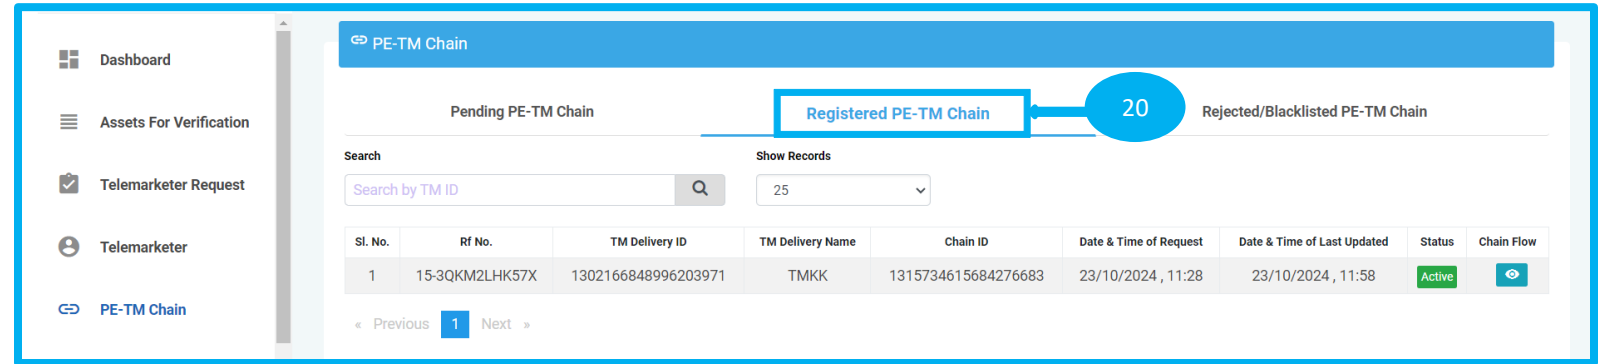 PE-TM Chain
Dashboard
Assets For Verification
Telemarketer Request
Telemarketer
PE-TM Chain
Pending PE-TM Chain
Registered PE-TM Chain
20
Rejected/Blacklisted PE-TM Chain
Search
Show Records
Search by TM ID
25
Sl. No. Rf No. TM Delivery ID TM Delivery Name Chain ID Date & Time of Request Date & Time of Last Updated Status Chain Flow
1 15-3QKM2LHK57X 1302166848996203971 TMKK 1315734615684276683 23/10/2024 , 11:28 23/10/2024 , 11:58 Active
« Previous 1 Next »